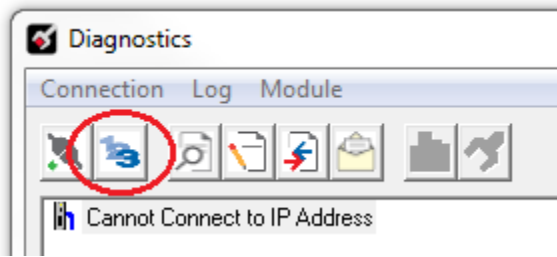 Diagnostics
Connection Log Module
Cannot Connect to IP Address